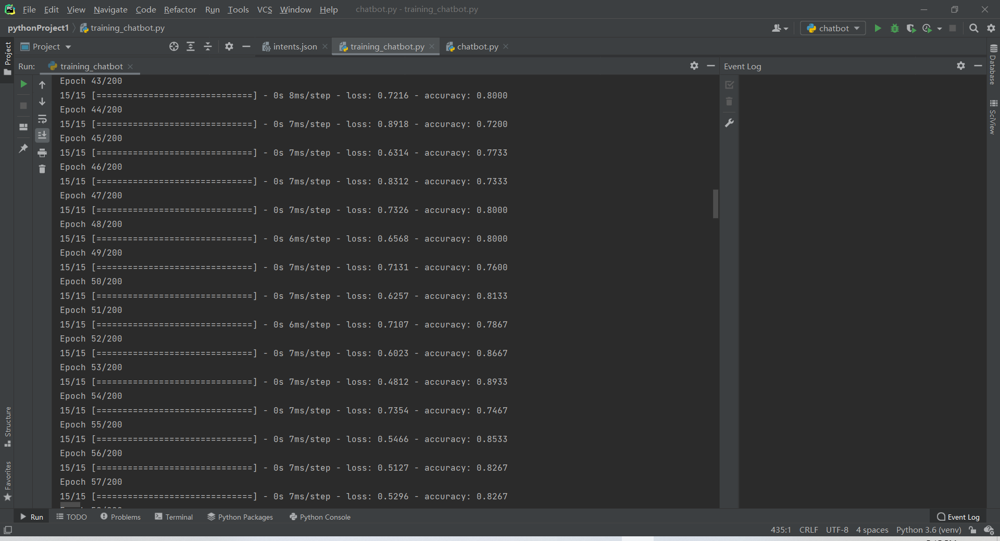 File Edit View Navigate Code Refactor Run Tools VCS Window Help chatbot.py - training_chatbot.py
pythonProject1 training_chatbot.py chatbot
Project intents.json training_chatbot.py chatbot.py
Run: training_chatbot Event Log
Project
Structure
Favorites
Database
SciView
Epoch 43/200
15/15 [==============================] - 0s 8ms/step - loss: 0.7216 - accuracy: 0.8000
Epoch 44/200
15/15 [==============================] - 0s 7ms/step - loss: 0.8918 - accuracy: 0.7200
Epoch 45/200
15/15 [==============================] - 0s 7ms/step - loss: 0.6314 - accuracy: 0.7733
Epoch 46/200
15/15 [==============================] - 0s 7ms/step - loss: 0.8312 - accuracy: 0.7333
Epoch 47/200
15/15 [==============================] - 0s 7ms/step - loss: 0.7326 - accuracy: 0.8000
Epoch 48/200
15/15 [==============================] - 0s 6ms/step - loss: 0.6568 - accuracy: 0.8000
Epoch 49/200
15/15 [==============================] - 0s 7ms/step - loss: 0.7131 - accuracy: 0.7600
Epoch 50/200
15/15 [==============================] - 0s 7ms/step - loss: 0.6257 - accuracy: 0.8133
Epoch 51/200
15/15 [==============================] - 0s 6ms/step - loss: 0.7107 - accuracy: 0.7867
Epoch 52/200
15/15 [==============================] - 0s 7ms/step - loss: 0.6023 - accuracy: 0.8667
Epoch 53/200
15/15 [==============================] - 0s 7ms/step - loss: 0.4812 - accuracy: 0.8933
Epoch 54/200
15/15 [==============================] - 0s 7ms/step - loss: 0.7354 - accuracy: 0.7467
Epoch 55/200
15/15 [==============================] - 0s 7ms/step - loss: 0.5466 - accuracy: 0.8533
Epoch 56/200
15/15 [==============================] - 0s 7ms/step - loss: 0.5127 - accuracy: 0.8267
Epoch 57/200
15/15 [==============================] - 0s 7ms/step - loss: 0.5296 - accuracy: 0.8267
Run TODO Problems Terminal Python Packages Python Console Event Log
435:1 CRLF UTF-8 4 spaces Python 3.6 (venv)